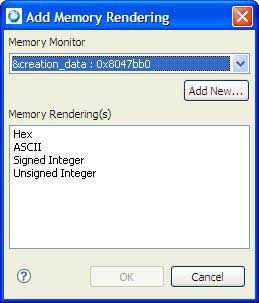 Add Memory Rendering
Memory Monitor
&creation_data : 0x8047bb0
Add New...
Memory Rendering(s)
Hex
ASCII
Signed Integer
Unsigned Integer
?
OK
Cancel